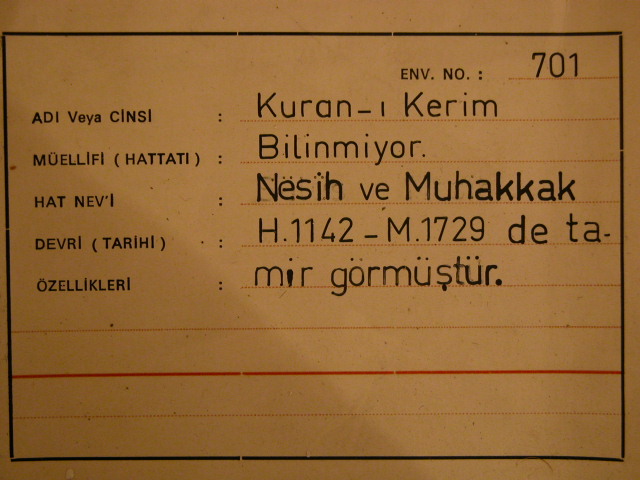 ENV. NO. : 701
ADI Veya CİNSİ : Kuran-ı Kerim
MÜELLİFİ ( HATTATI ) : Bilinmiyor.
HAT NEV'İ : Nesih ve Muhakkak
DEVRİ ( TARİHİ ) : H.1142 - M.1729 de ta-
ÖZELLİKLERİ : mir görmüştür.